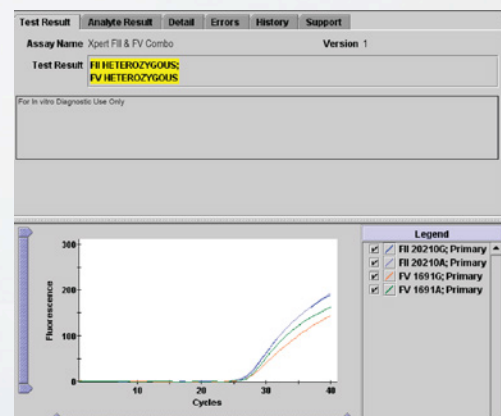 Test Result Analyte Result Detail Errors History Support
Assay Name Xpert FII & FV Combo Version 1
Test Result FII HETEROZYGOUS;
FV HETEROZYGOUS
For In vitro Diagnostic Use Only
Legend
FII 20210G; Primary
FII 20210A; Primary
FV 1691G; Primary
FV 1691A; Primary
Fluorescence
300
200
100
0
10 20 30 40
Cycles